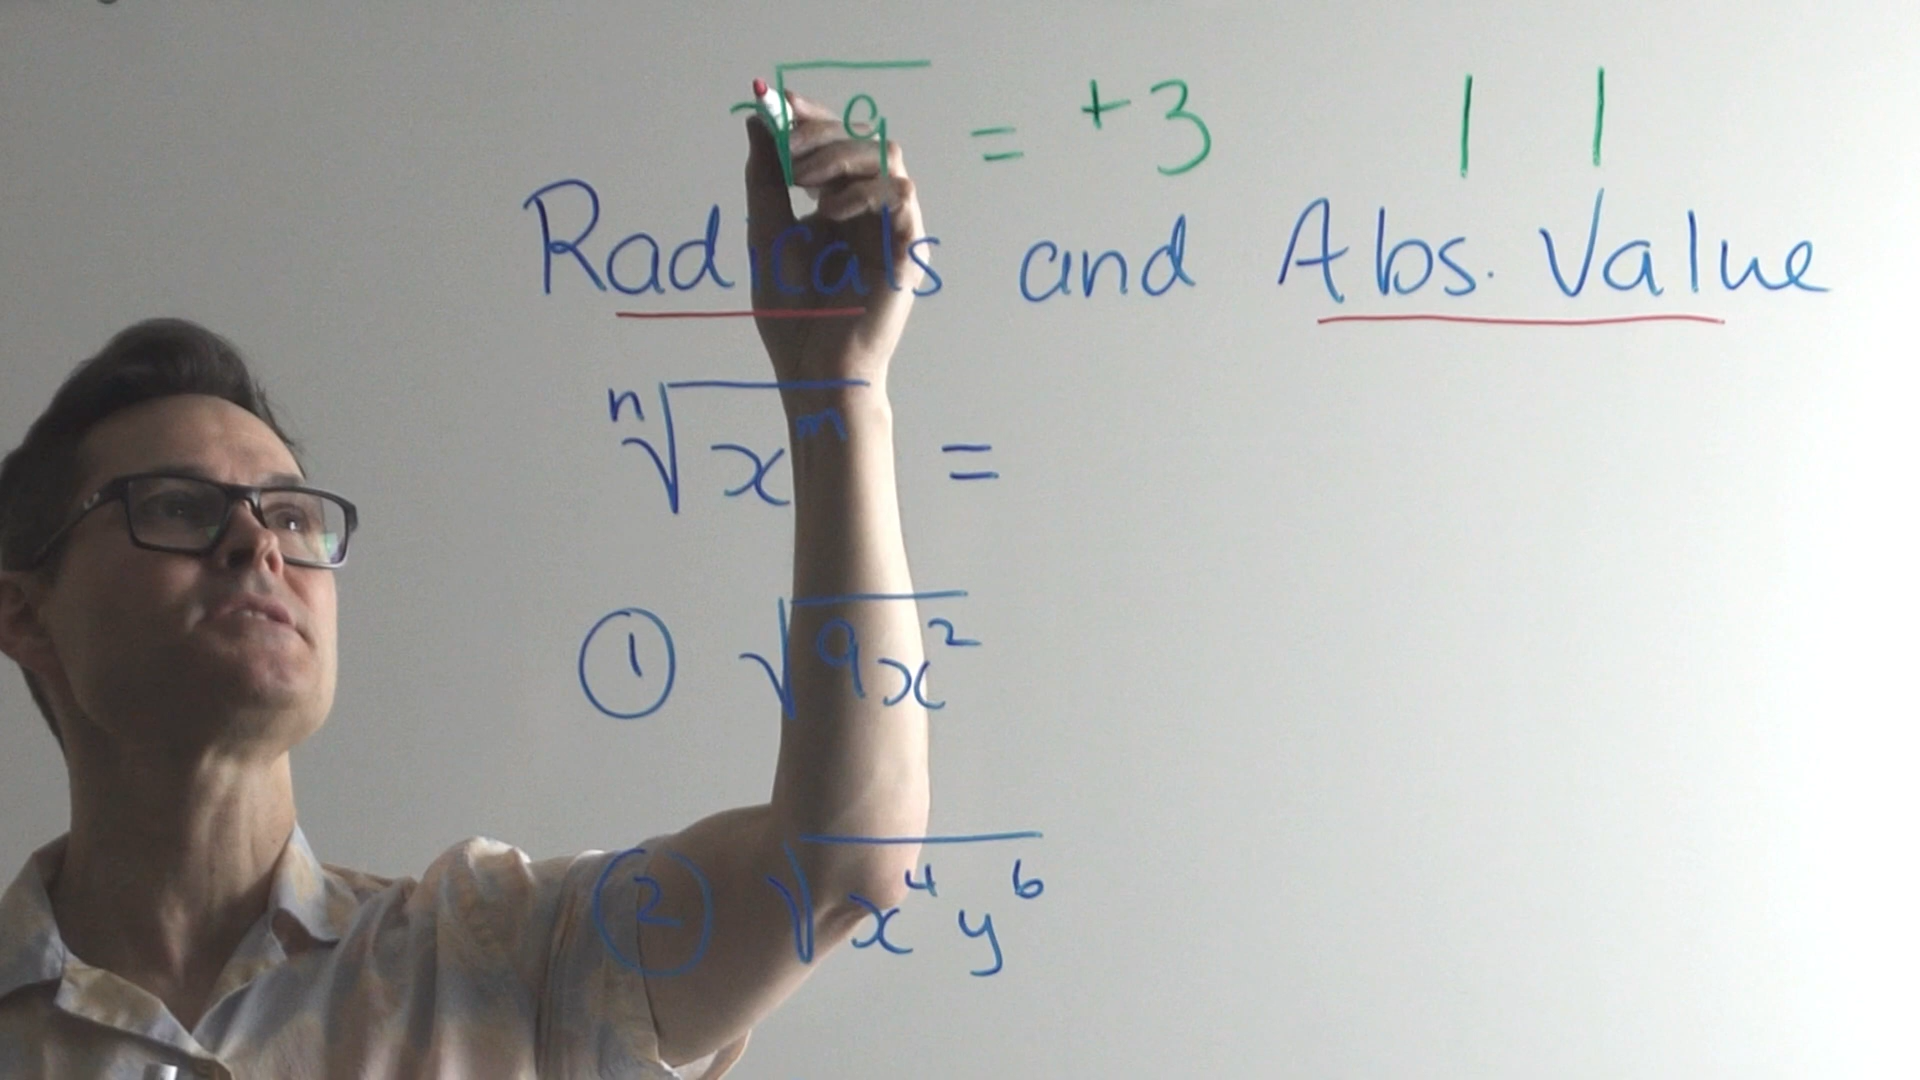 √9 = +3 | |
Radicals and Abs. Value
ⁿ√xᵐ =
① √9x²
② √x⁴y⁶